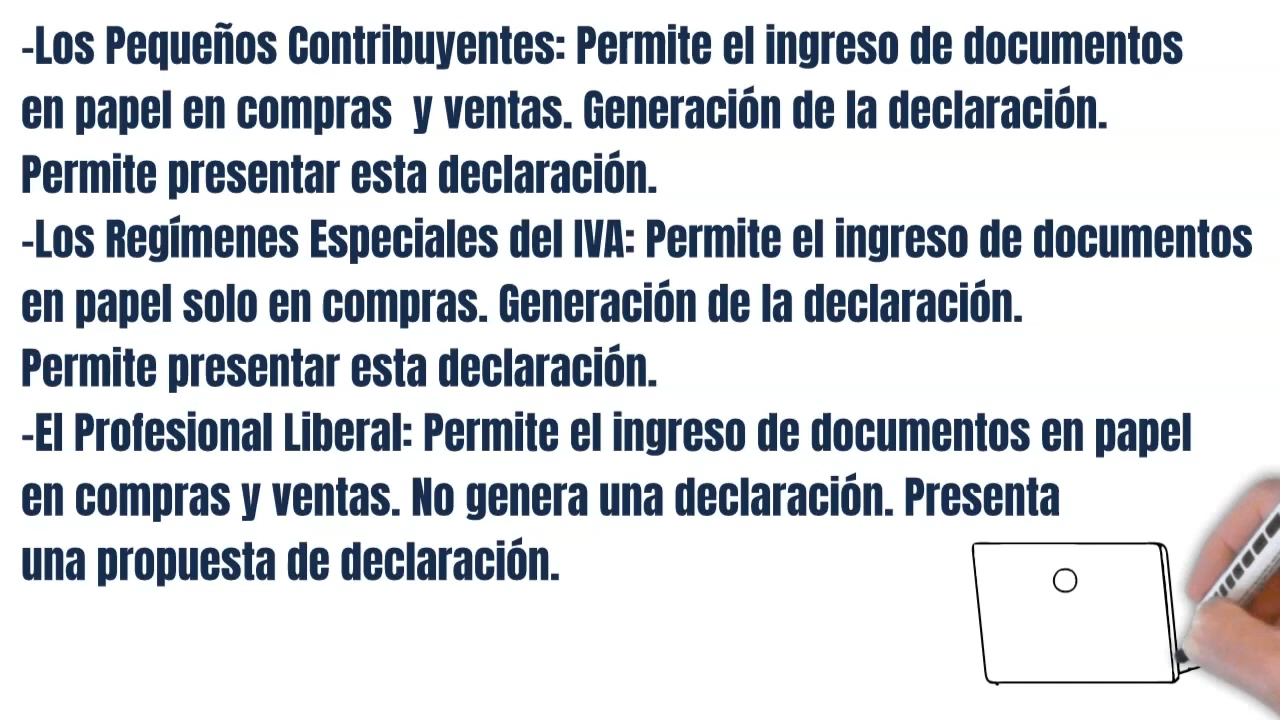 -Los Pequeños Contribuyentes: Permite el ingreso de documentos
en papel en compras  y ventas. Generación de la declaración.
Permite presentar esta declaración.
-Los Regímenes Especiales del IVA: Permite el ingreso de documentos
en papel solo en compras. Generación de la declaración.
Permite presentar esta declaración.
-El Profesional Liberal: Permite el ingreso de documentos en papel
en compras y ventas. No genera una declaración. Presenta
una propuesta de declaración.